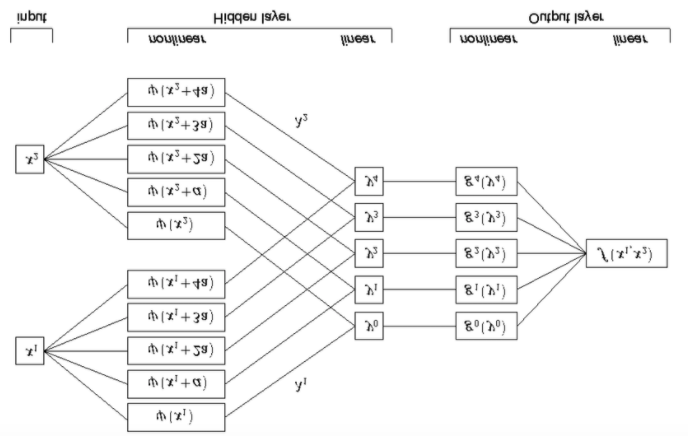 ψ(x₁)
ψ(x₁+a)
ψ(x₁+2a)
ψ(x₁+3a)
ψ(x₁+4a)
x₁
λ₁
ψ(x₂)
ψ(x₂+a)
ψ(x₂+2a)
ψ(x₂+3a)
ψ(x₂+4a)
x₂
λ₂
y₀
y₁
y₂
y₃
y₄
g₀(y₀)
g₁(y₁)
g₂(y₂)
g₃(y₃)
g₄(y₄)
f(x₁,x₂)
nonlinear linear nonlinear linear
input Hidden layer Output layer